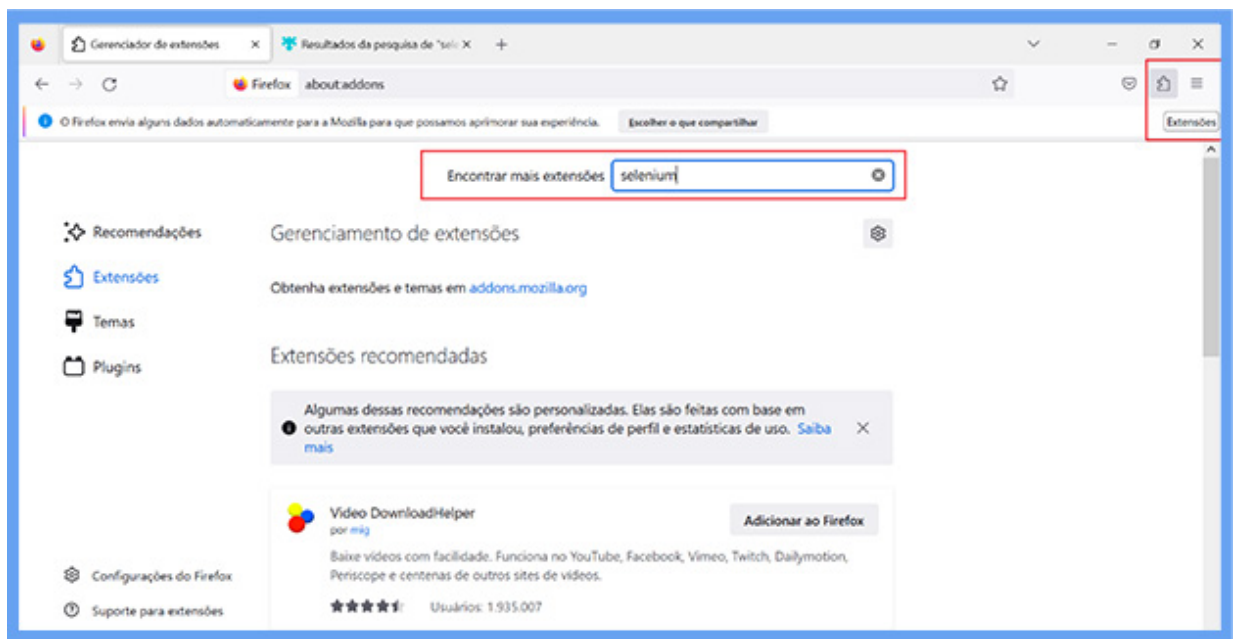 Gerenciador de extensões
Resultados da pesquisa de "sele
Firefox about:addons
O Firefox envia alguns dados automaticamente para a Mozilla para que possamos aprimorar sua experiência. Escolher o que compartilhar
Extensões
Encontrar mais extensões selenium
Recomendações
Extensões
Temas
Plugins
Gerenciamento de extensões
Obtenha extensões e temas em addons.mozilla.org
Extensões recomendadas
Algumas dessas recomendações são personalizadas. Elas são feitas com base em
outras extensões que você instalou, preferências de perfil e estatísticas de uso. Saiba
mais
Video DownloadHelper
por mig
Adicionar ao Firefox
Baixe vídeos com facilidade. Funciona no YouTube, Facebook, Vimeo, Twitch, Dailymotion,
Periscope e centenas de outros sites de vídeos.
Usuários: 1.935.007
Configurações do Firefox
Suporte para extensões